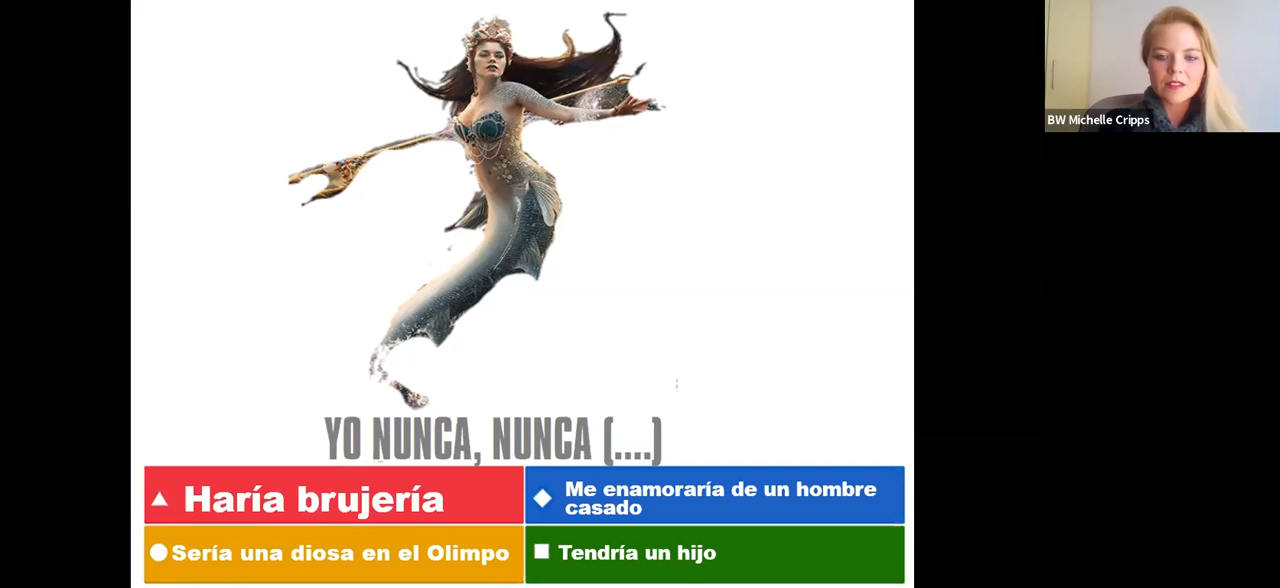 BW Michelle Cripps
YO NUNCA, NUNCA (....)
Haría brujería
Me enamoraría de un hombre
casado
Sería una diosa en el Olimpo
Tendría un hijo